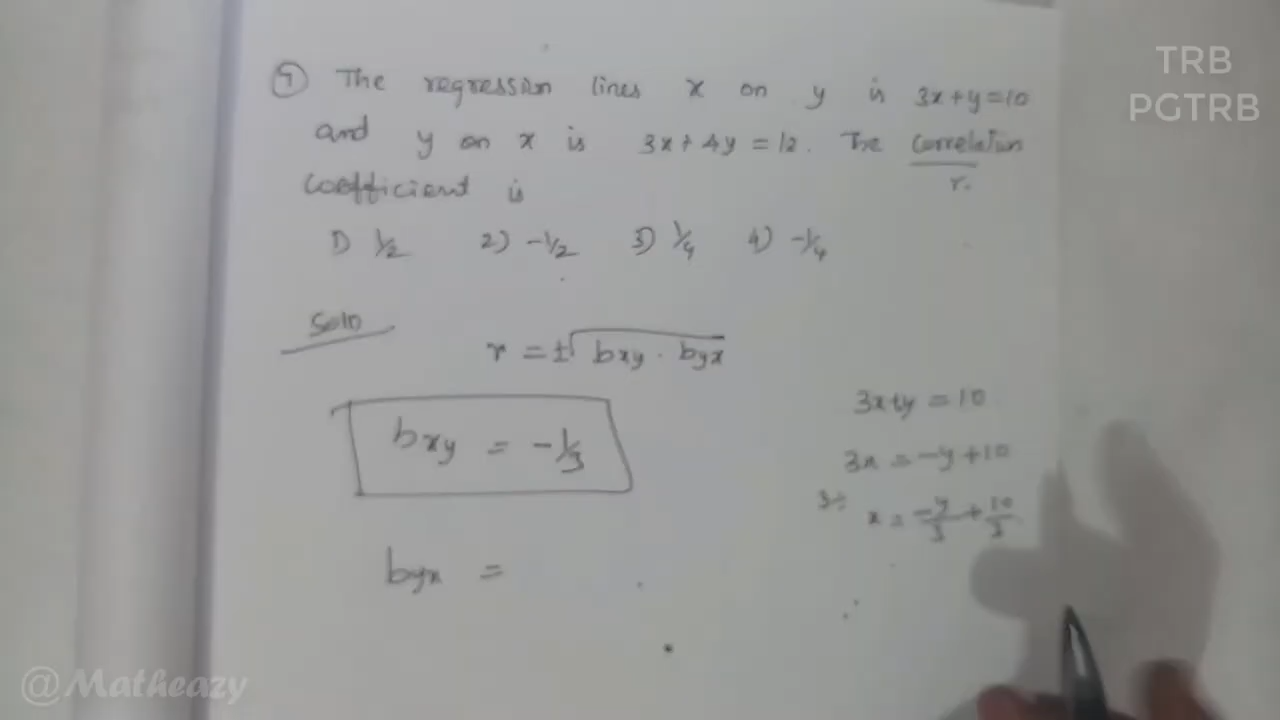 TRB
PGTRB
7 The regression lines x on y is 3x+y=10
and y on x is 3x+4y=12. The correlation
r.
coefficient is
1) 1/2 2) -1/2 3) 1/4 4) -1/4
Soln
r = ±√bxy . byx
3x+y = 10
bxy = -1/3
3x = -y+10
3÷ x = -y/3 + 10/3
byx =
∴
@Matheazy